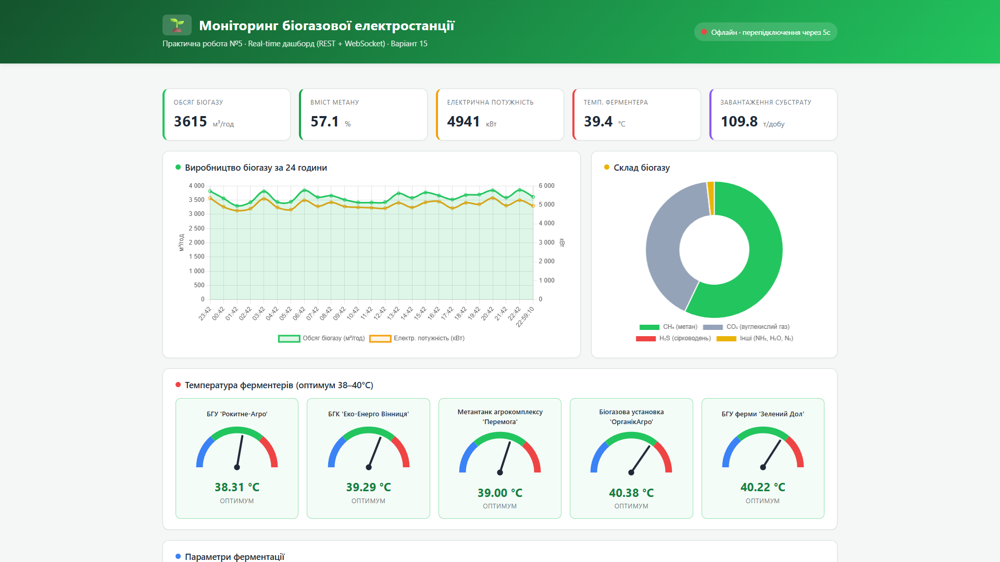 Моніторинг біогазової електростанції
Практична робота №5 · Real-time дашборд (REST + WebSocket) · Варіант 15
Офлайн · перепідключення через 5с
ОБСЯГ БІОГАЗУ
3615 м³/год
ВМІСТ МЕТАНУ
57.1 %
ЕЛЕКТРИЧНА ПОТУЖНІСТЬ
4941 кВт
ТЕМП. ФЕРМЕНТЕРА
39.4 °C
ЗАВАНТАЖЕННЯ СУБСТРАТУ
109.8 т/добу
Виробництво біогазу за 24 години
4 000
3 500
3 000
2 500
2 000
1 500
1 000
500
0
м³/год
6 000
5 000
4 000
3 000
2 000
1 000
0
кВт
23:42
00:42
01:42
02:42
03:42
04:42
05:42
06:42
07:42
08:42
09:42
10:42
11:42
12:42
13:42
14:42
15:42
16:42
17:42
18:42
19:42
20:42
21:42
22:42
22:59:10
Обсяг біогазу (м³/год)
Електр. потужність (кВт)
Склад біогазу
CH₄ (метан)
CO₂ (вуглекислий газ)
H₂S (сірководень)
Інші (NH₃, H₂O, N₂)
Температура ферментерів (оптимум 38–40°C)
БГУ 'Рокитне-Агро'
38.31 °C
ОПТИМУМ
БГК 'Еко-Енерго Вінниця'
39.29 °C
ОПТИМУМ
Метантанк агрокомплексу
'Перемога'
39.00 °C
ОПТИМУМ
Біогазова установка
'ОрганікАгро'
40.38 °C
ОПТИМУМ
БГУ ферми 'Зелений Дол'
40.22 °C
ОПТИМУМ
Параметри ферментації